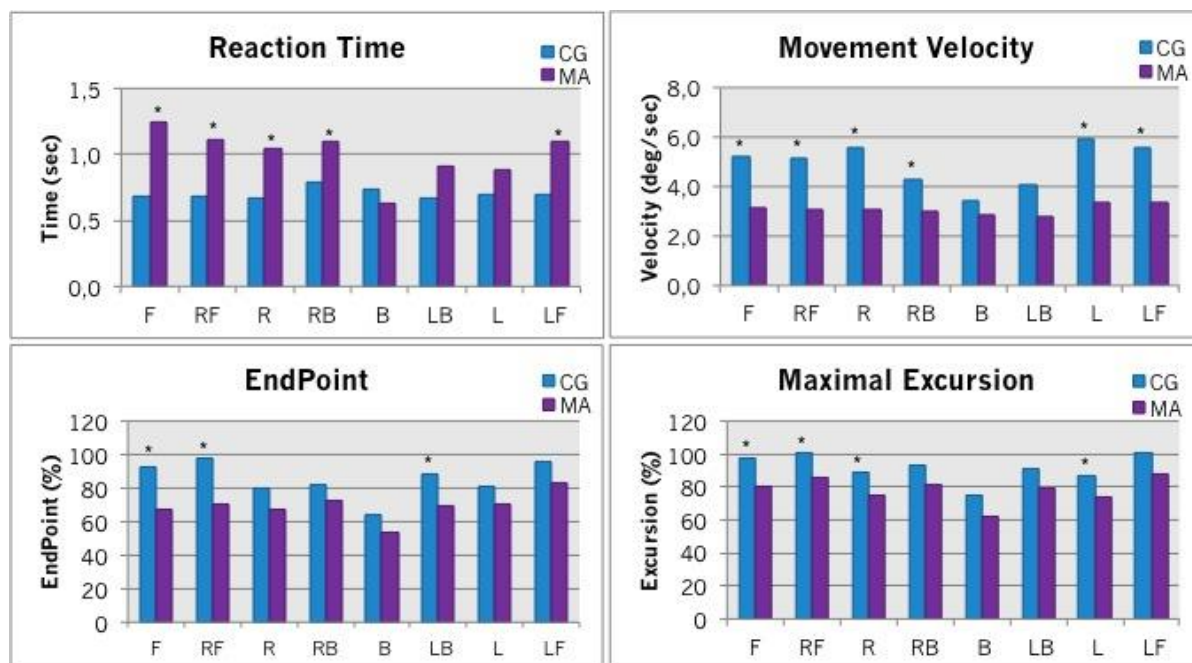 Reaction Time
CG
MA
Time (sec)
1,5
1,0
0,5
0,0
* * * * *
F RF R RB B LB L LF
Movement Velocity
CG
MA
Velocity (deg/sec)
8,0
6,0
4,0
2,0
0,0
* * * * * *
F RF R RB B LB L LF
EndPoint
CG
MA
EndPoint (%)
120
100
80
60
40
20
0
* * *
F RF R RB B LB L LF
Maximal Excursion
CG
MA
Excursion (%)
120
100
80
60
40
20
0
* * * *
F RF R RB B LB L LF